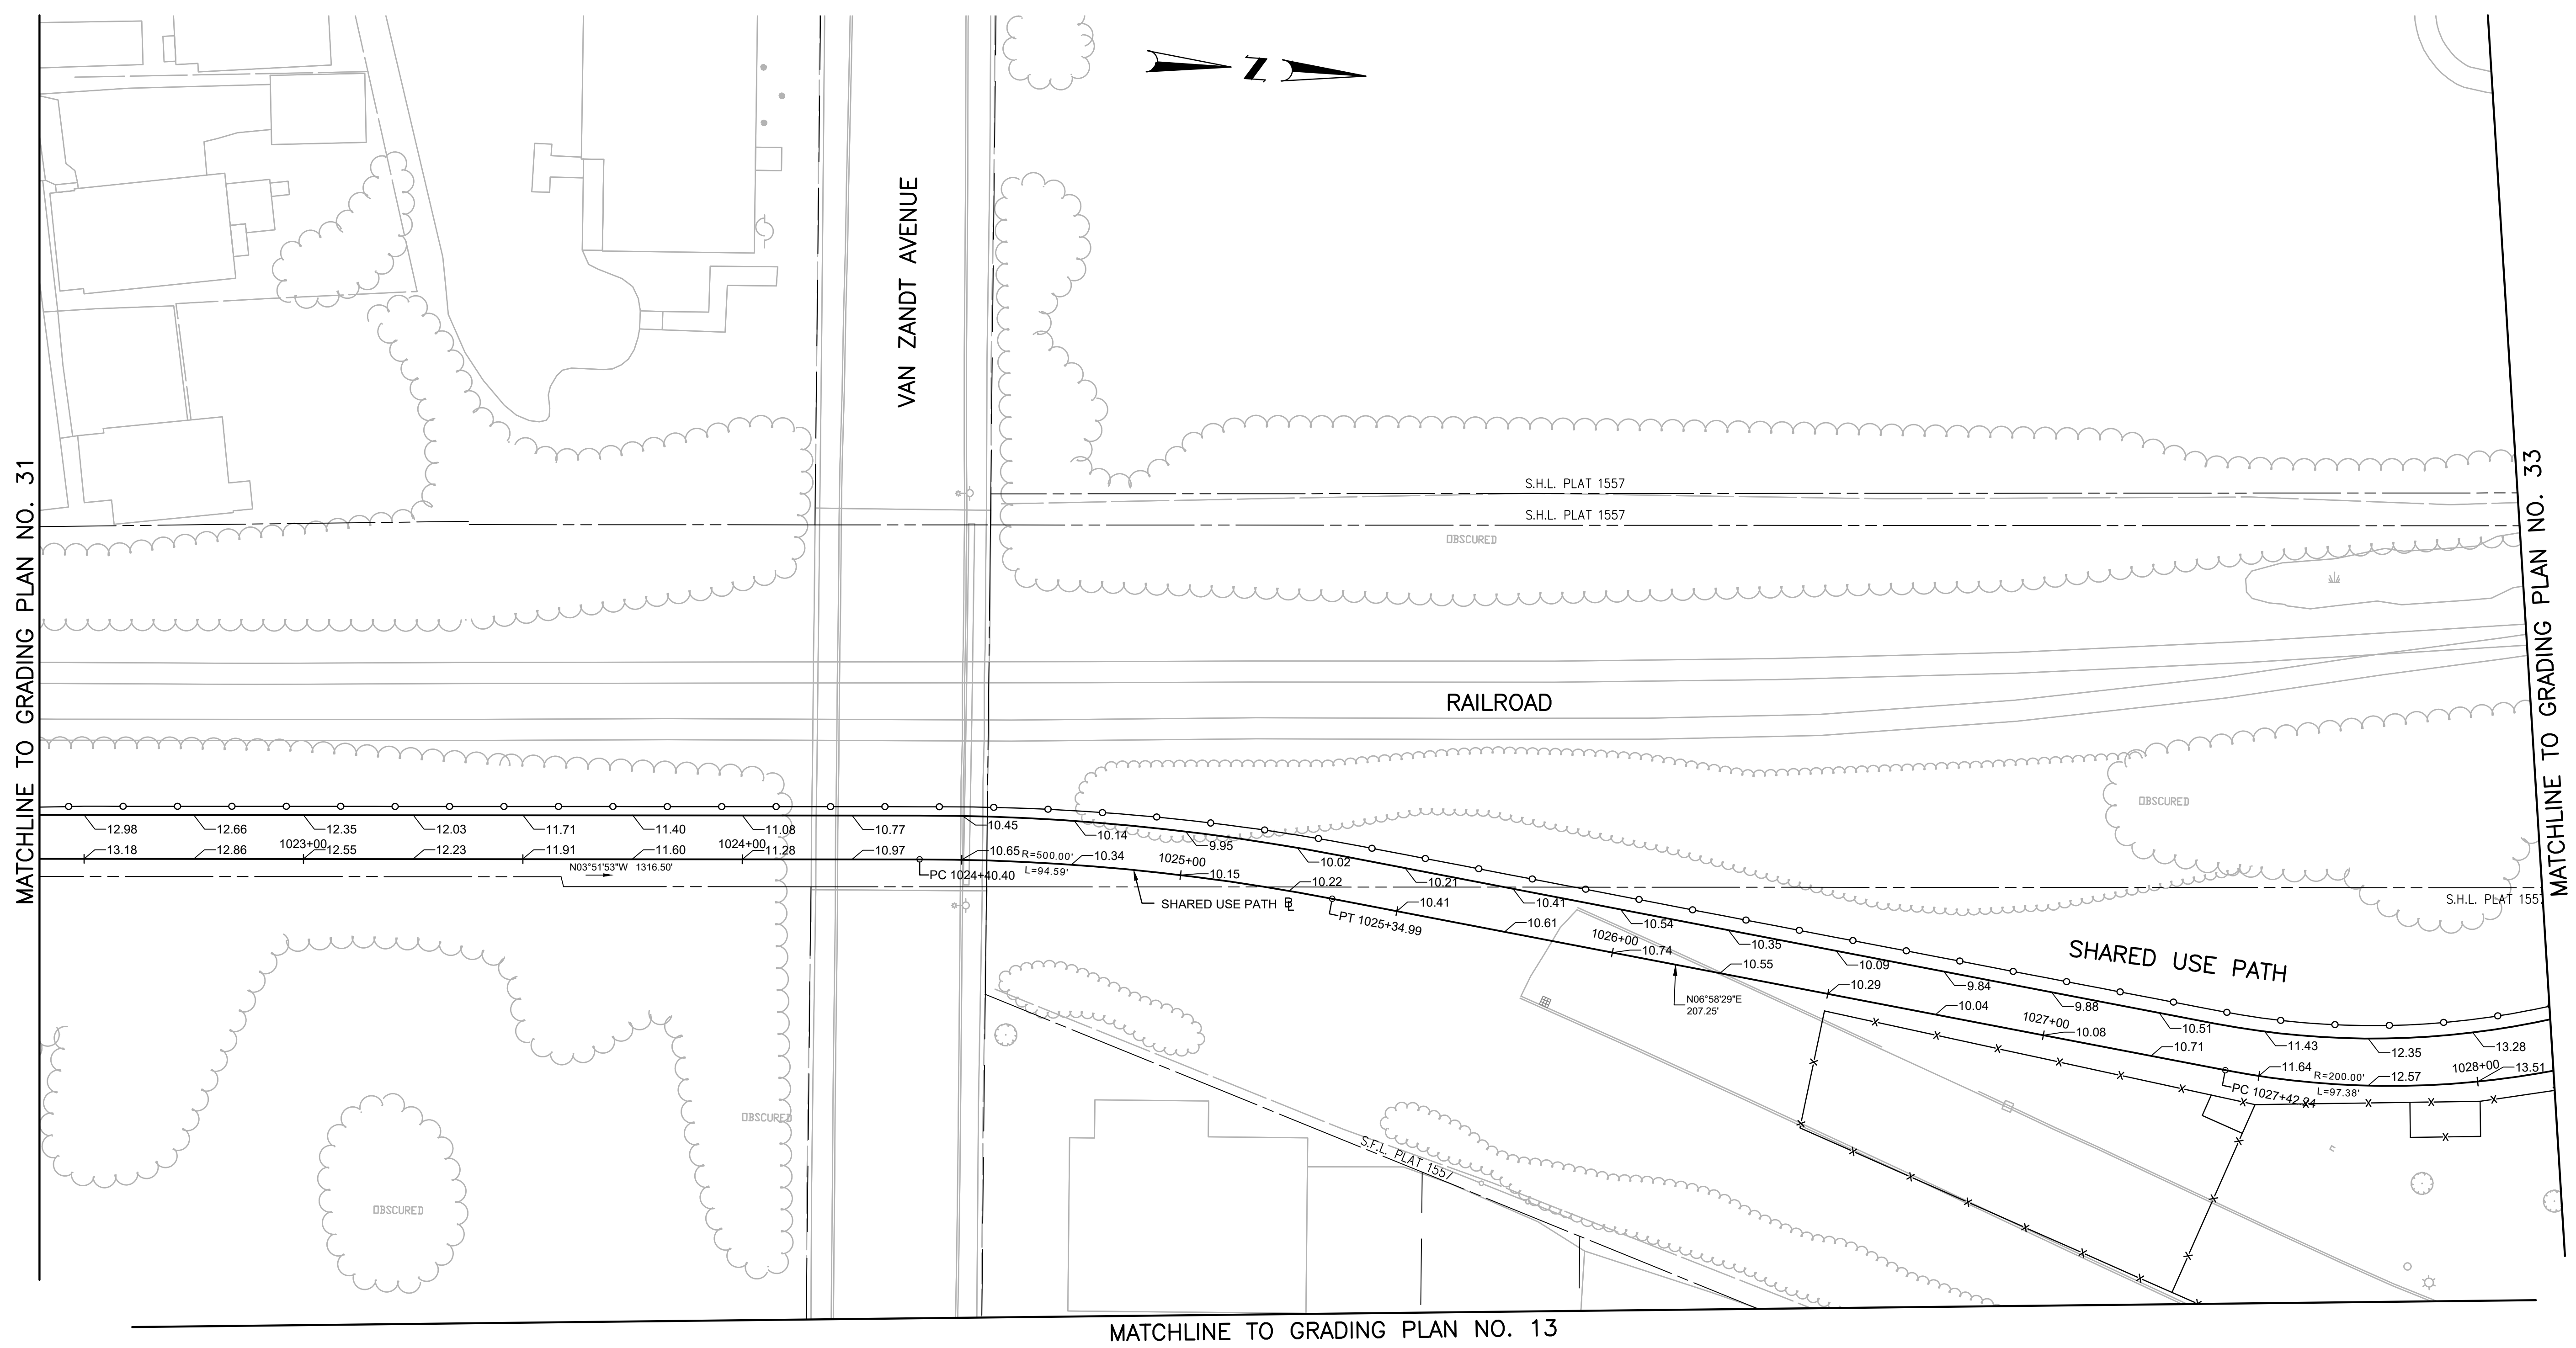 Z
VAN ZANDT AVENUE
MATCHLINE TO GRADING PLAN NO. 31
MATCHLINE TO GRADING PLAN NO. 33
S.H.L. PLAT 1557
S.H.L. PLAT 1557
OBSCURED
RAILROAD
OBSCURED
12.98
12.66
12.35
12.03
11.71
11.40
11.08
10.77
10.45
10.14
9.95
10.02
10.21
10.41
10.54
10.35
10.09
9.84
9.88
10.51
11.43
12.35
13.28
13.18
12.86
1023+00
12.55
12.23
11.91
11.60
1024+00
11.28
10.97
10.65
10.34
1025+00
10.15
10.22
10.41
10.61
1026+00
10.74
10.55
10.29
10.04
1027+00
10.08
10.71
11.64
12.57
1028+00
13.51
N03°51'53"W 1316.50'
PC 1024+40.40
R=500.00'
L=94.59'
SHARED USE PATH BL
PT 1025+34.99
S.H.L. PLAT 1557
SHARED USE PATH
N06°58'29"E
207.25'
PC 1027+42.24
R=200.00'
L=97.38'
OBSCURED
OBSCURED
S.F.L. PLAT 1557
MATCHLINE TO GRADING PLAN NO. 13